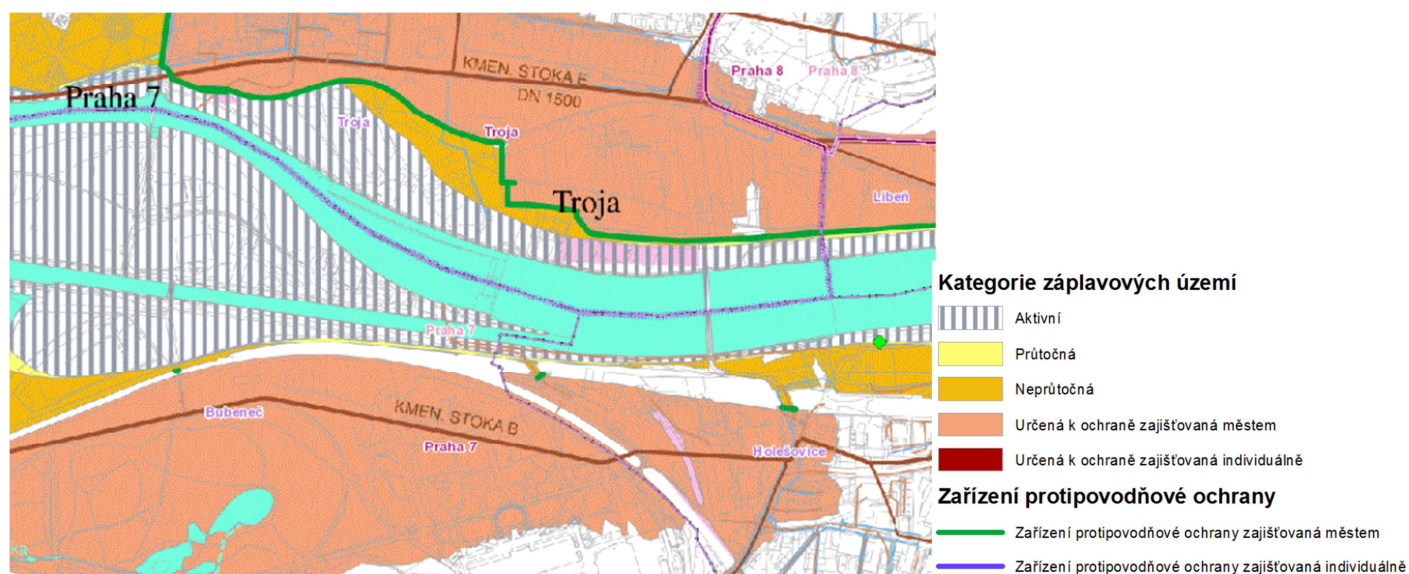 KMEN. STOKA E
DN 1500
Praha 8
Praha 8
Praha 7
Troja
Troja
Troja
Libeň
Praha 7
Bubeneč
KMEN. STOKA B
Praha 7
Holešovice
Kategorie záplavových území
Aktivní
Průtočná
Neprůtočná
Určená k ochraně zajišťovaná městem
Určená k ochraně zajišťovaná individuálně
Zařízení protipovodňové ochrany
Zařízení protipovodňové ochrany zajišťovaná městem
Zařízení protipovodňové ochrany zajišťovaná individuálně